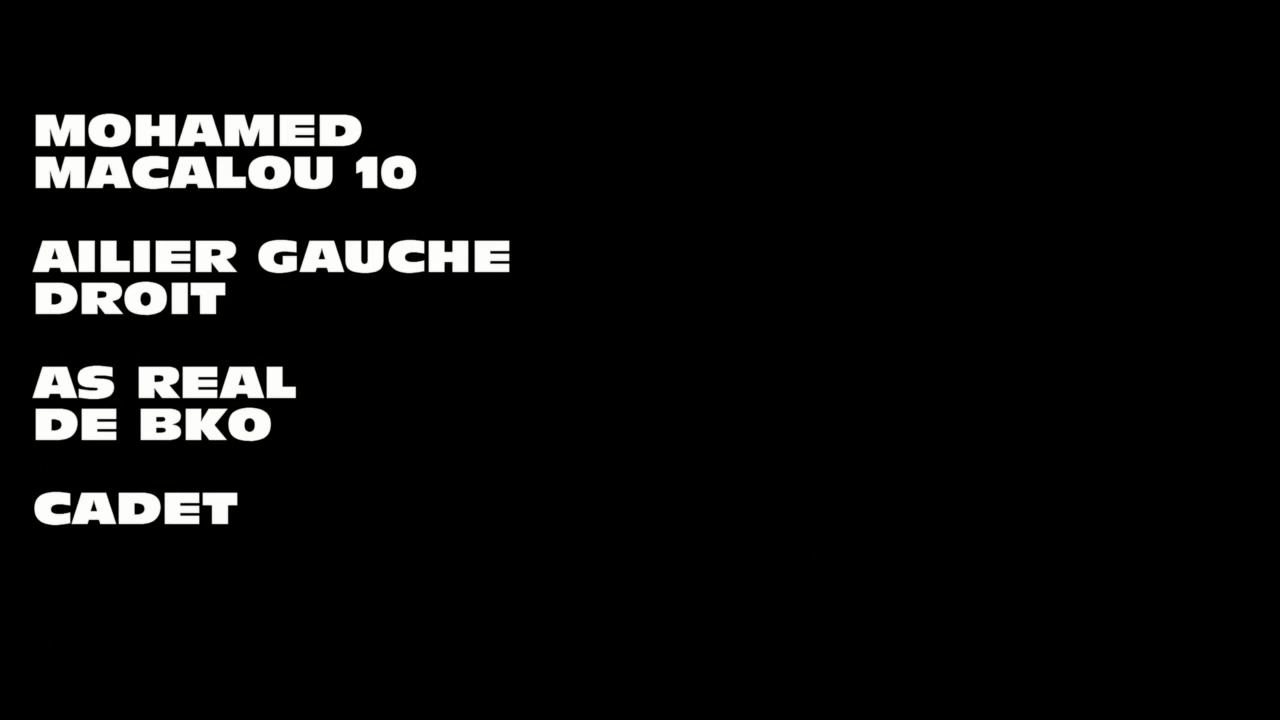 MOHAMED
MACALOU 10
AILIER GAUCHE
DROIT
AS REAL
DE BKO
CADET